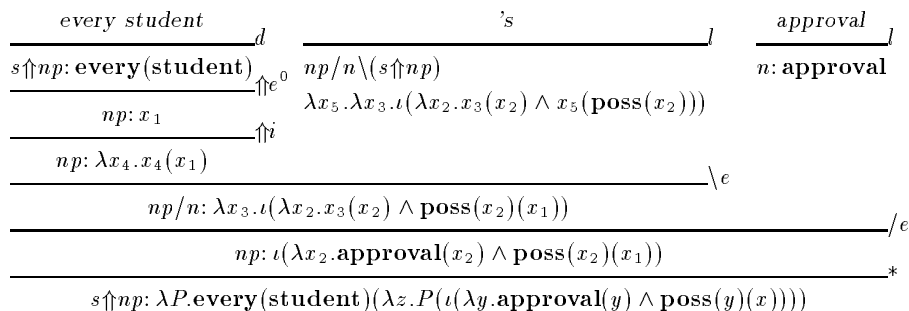 every student 's approval
d l l
s⇑np: every(student) np/n\(s⇑np) n: approval
⇑e⁰ λx₅.λx₃.ι(λx₂.x₃(x₂) ∧ x₅(poss(x₂)))
np: x₁
⇑i
np: λx₄.x₄(x₁)
\e
np/n: λx₃.ι(λx₂.x₃(x₂) ∧ poss(x₂)(x₁))
/e
np: ι(λx₂.approval(x₂) ∧ poss(x₂)(x₁))
*
s⇑np: λP.every(student)(λz.P(ι(λy.approval(y) ∧ poss(y)(x))))